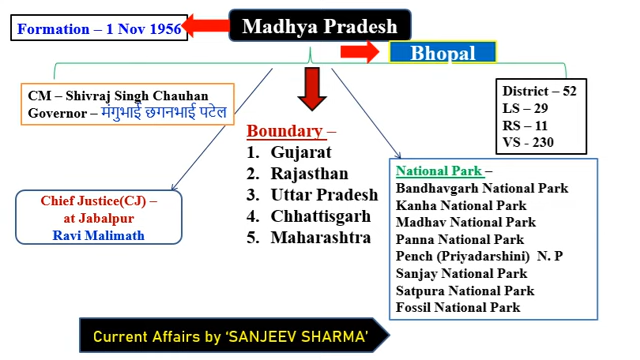 Madhya Pradesh
Formation – 1 Nov 1956
Bhopal
CM – Shivraj Singh Chauhan
Governor – मंगुभाई छगनभाई पटेल
District – 52
LS – 29
RS – 11
VS - 230
Boundary –
1. Gujarat
2. Rajasthan
3. Uttar Pradesh
4. Chhattisgarh
5. Maharashtra
Chief Justice(CJ) –
at Jabalpur
Ravi Malimath
National Park –
Bandhavgarh National Park
Kanha National Park
Madhav National Park
Panna National Park
Pench (Priyadarshini) N. P
Sanjay National Park
Satpura National Park
Fossil National Park
Current Affairs by ‘SANJEEV SHARMA’